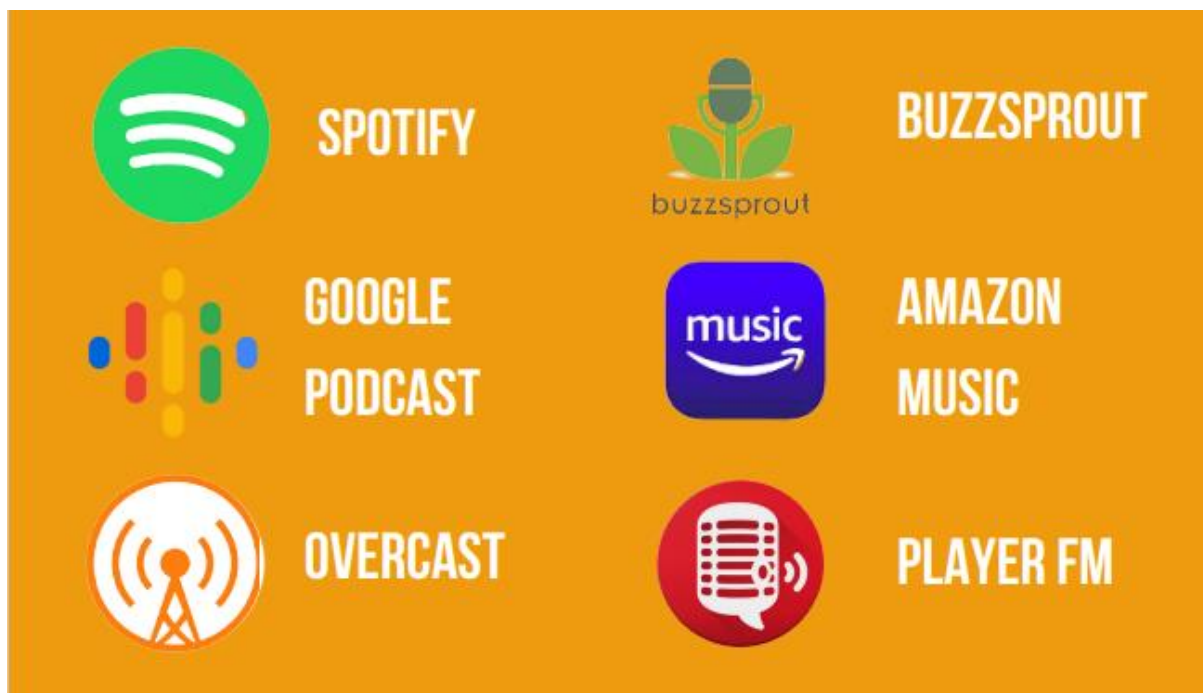 SPOTIFY
BUZZSPROUT
buzzsprout
GOOGLE
PODCAST
music
AMAZON
MUSIC
OVERCAST
PLAYER FM